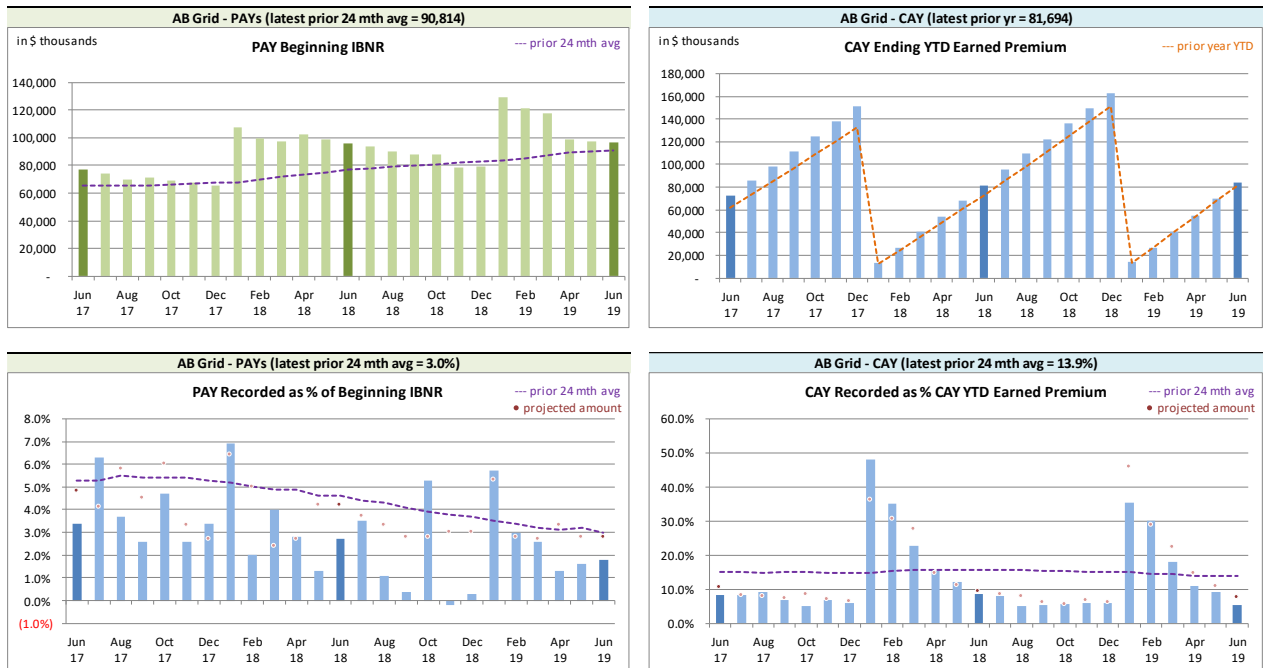 AB Grid - PAYs (latest prior 24 mth avg = 90,814)
in $ thousands
PAY Beginning IBNR
--- prior 24 mth avg
140,000
120,000
100,000
80,000
60,000
40,000
20,000
-
Jun Aug Oct Dec Feb Apr Jun Aug Oct Dec Feb Apr Jun
17 17 17 17 18 18 18 18 18 18 19 19 19
AB Grid - CAY (latest prior yr = 81,694)
in $ thousands
CAY Ending YTD Earned Premium
--- prior year YTD
180,000
160,000
140,000
120,000
100,000
80,000
60,000
40,000
20,000
-
Jun Aug Oct Dec Feb Apr Jun Aug Oct Dec Feb Apr Jun
17 17 17 17 18 18 18 18 18 18 19 19 19
AB Grid - PAYs (latest prior 24 mth avg = 3.0%)
PAY Recorded as % of Beginning IBNR
--- prior 24 mth avg
• projected amount
8.0%
7.0%
6.0%
5.0%
4.0%
3.0%
2.0%
1.0%
0.0%
(1.0%)
Jun Aug Oct Dec Feb Apr Jun Aug Oct Dec Feb Apr Jun
17 17 17 17 18 18 18 18 18 18 19 19 19
AB Grid - CAY (latest prior 24 mth avg = 13.9%)
CAY Recorded as % CAY YTD Earned Premium
--- prior 24 mth avg
• projected amount
60.0%
50.0%
40.0%
30.0%
20.0%
10.0%
0.0%
Jun Aug Oct Dec Feb Apr Jun Aug Oct Dec Feb Apr Jun
17 17 17 17 18 18 18 18 18 18 19 19 19